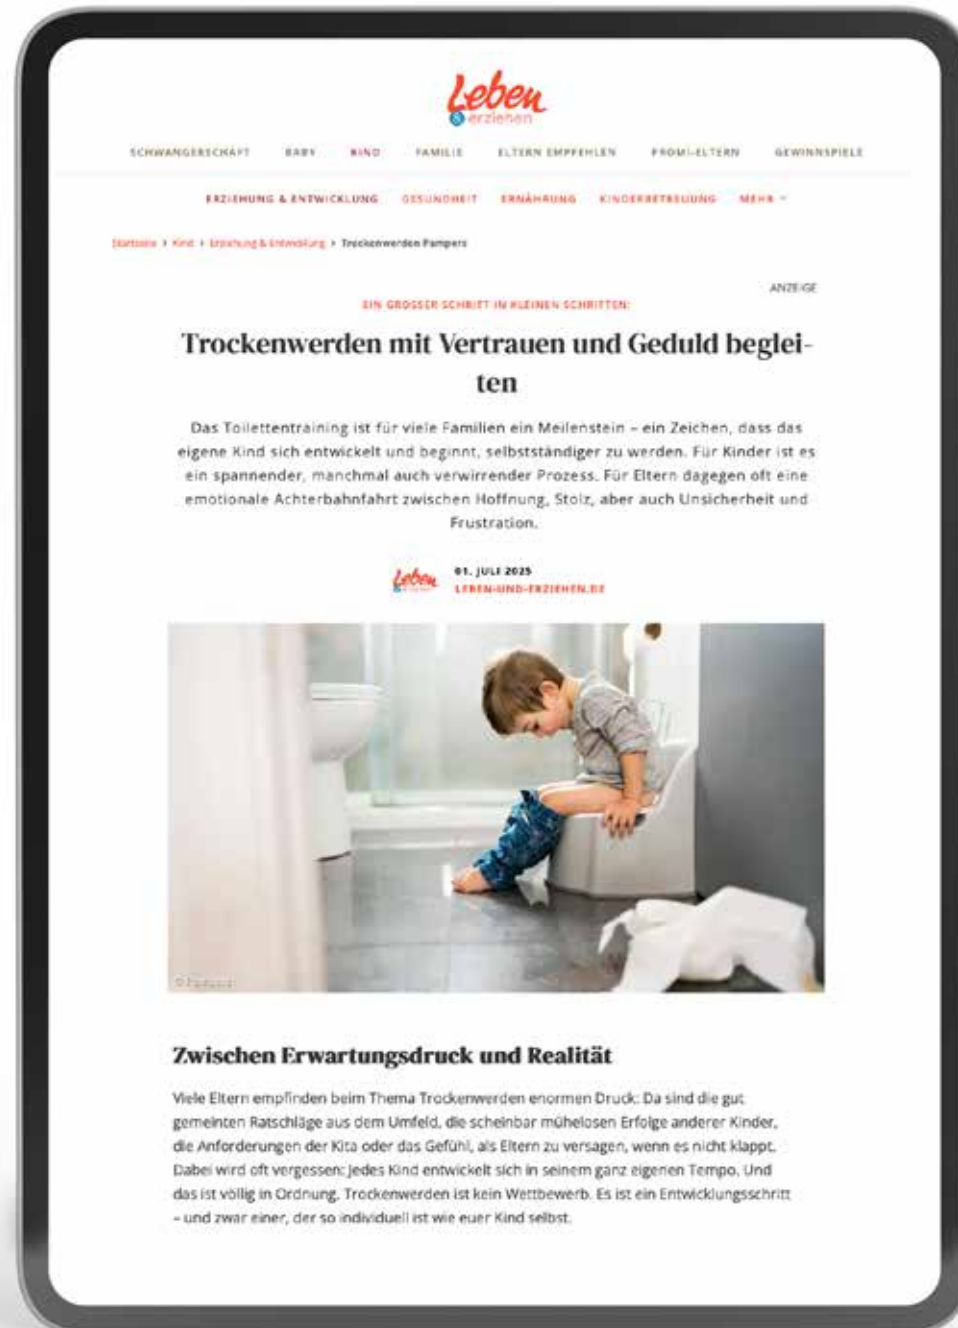 Leben
& erziehen
SCHWANGERSCHAFT BABY KIND FAMILIE ELTERN EMPFEHLEN PROMI-ELTERN GEWINNSPIELE
ERZIEHUNG & ENTWICKLUNG GESUNDHEIT ERNÄHRUNG KINDERBETREUUNG MEHR
Startseite > Kind > Erziehung & Entwicklung > Trockenwerden Pampers
ANZEIGE
EIN GROSSER SCHRITT IN KLEINEN SCHRITTEN:
Trockenwerden mit Vertrauen und Geduld beglei-
ten
Das Toilettentraining ist für viele Familien ein Meilenstein – ein Zeichen, dass das
eigene Kind sich entwickelt und beginnt, selbstständiger zu werden. Für Kinder ist es
ein spannender, manchmal auch verwirrender Prozess. Für Eltern dagegen oft eine
emotionale Achterbahnfahrt zwischen Hoffnung, Stolz, aber auch Unsicherheit und
Frustration.
Leben
01. JULI 2025
LEBEN-UND-ERZIEHEN.DE
Zwischen Erwartungsdruck und Realität
Viele Eltern empfinden beim Thema Trockenwerden enormen Druck: Da sind die gut
gemeinten Ratschläge aus dem Umfeld, die scheinbar mühelosen Erfolge anderer Kinder,
die Anforderungen der Kita oder das Gefühl, als Eltern zu versagen, wenn es nicht klappt.
Dabei wird oft vergessen: Jedes Kind entwickelt sich in seinem ganz eigenen Tempo. Und
das ist völlig in Ordnung. Trockenwerden ist kein Wettbewerb. Es ist ein Entwicklungsschritt
– und zwar einer, der so individuell ist wie euer Kind selbst.